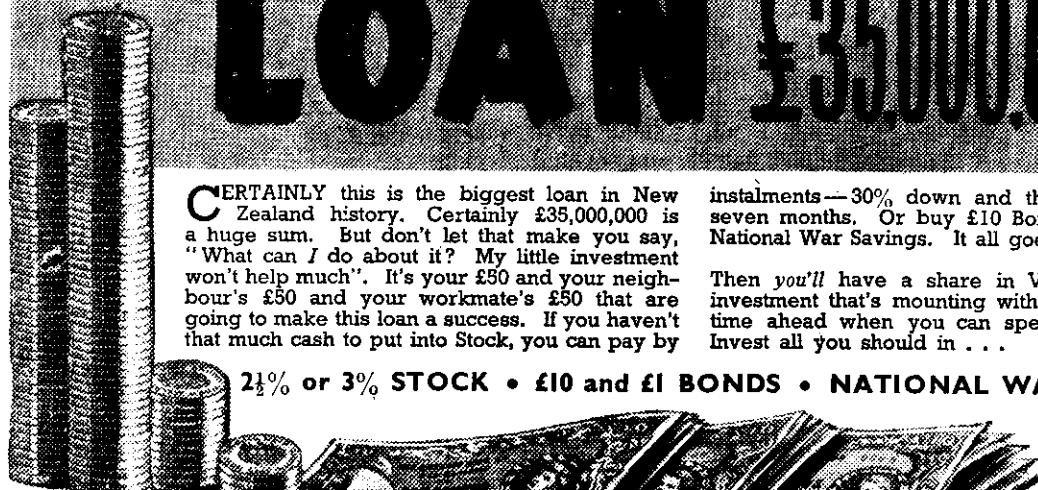 LOAN £35,000,0
CERTAINLY this is the biggest loan in New
Zealand history. Certainly £35,000,000 is
a huge sum. But don't let that make you say,
"What can I do about it? My little investment
won't help much". It's your £50 and your neigh-
bour's £50 and your workmate's £50 that are
going to make this loan a success. If you haven't
that much cash to put into Stock, you can pay by
instalments—30% down and th
seven months. Or buy £10 Bo
National War Savings. It all goe
Then you'll have a share in V
investment that's mounting with
time ahead when you can spe
Invest all you should in . . .
2½% or 3% STOCK • £10 and £1 BONDS • NATIONAL WA